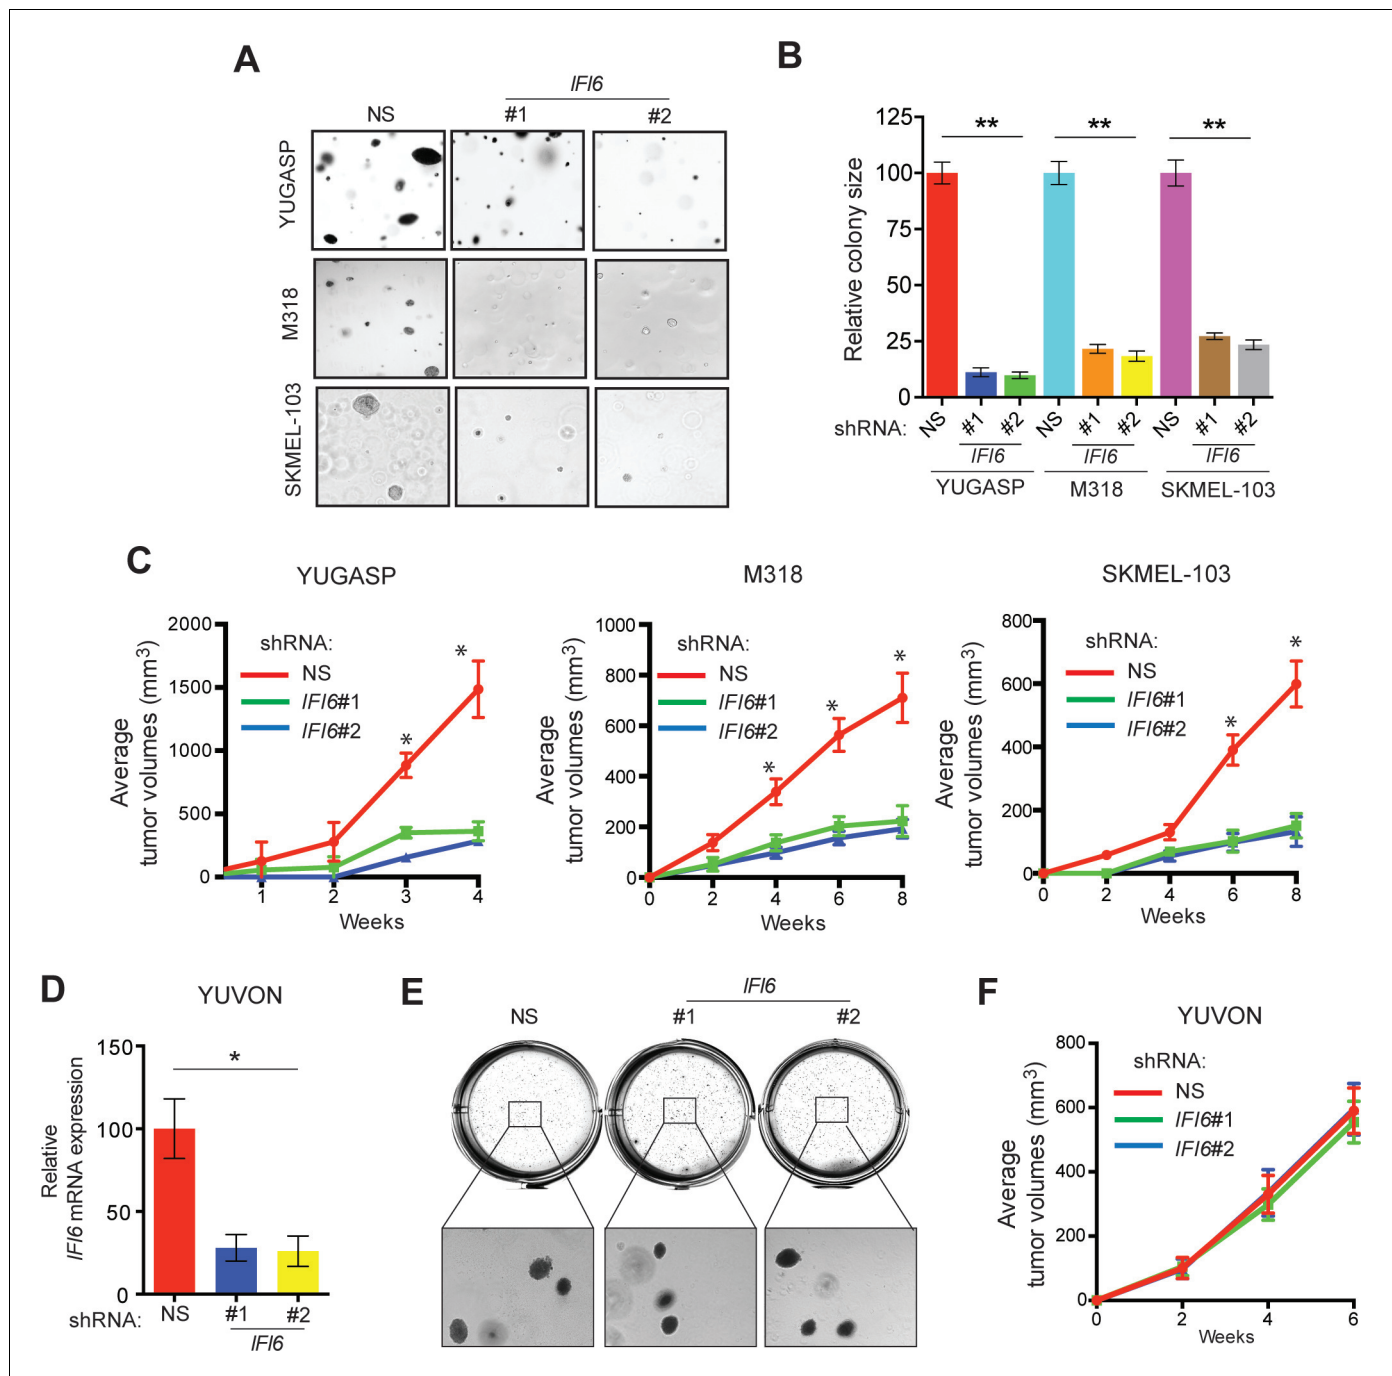 A
IFI6
NS
#1
#2
YUGASP
M318
SKMEL-103
B
Relative colony size
125
100
75
50
25
0
**
**
**
shRNA:
NS
#1
#2
NS
#1
#2
NS
#1
#2
IFI6
IFI6
IFI6
YUGASP
M318
SKMEL-103
C
YUGASP
Average
tumor volumes (mm³)
2000
1500
1000
500
0
shRNA:
NS
IFI6#1
IFI6#2
*
*
1
2
3
4
Weeks
M318
Average
tumor volumes (mm³)
1000
800
600
400
200
0
shRNA:
NS
IFI6#1
IFI6#2
*
*
*
0
2
4
6
8
Weeks
SKMEL-103
Average
tumor volumes (mm³)
800
600
400
200
0
shRNA:
NS
IFI6#1
IFI6#2
*
*
0
2
4
6
8
Weeks
D
YUVON
Relative
IFI6 mRNA expression
150
100
50
0
*
shRNA:
NS
#1
#2
IFI6
E
IFI6
NS
#1
#2
F
YUVON
Average
tumor volumes (mm³)
800
600
400
200
0
shRNA:
NS
IFI6#1
IFI6#2
0
2
4
6
Weeks